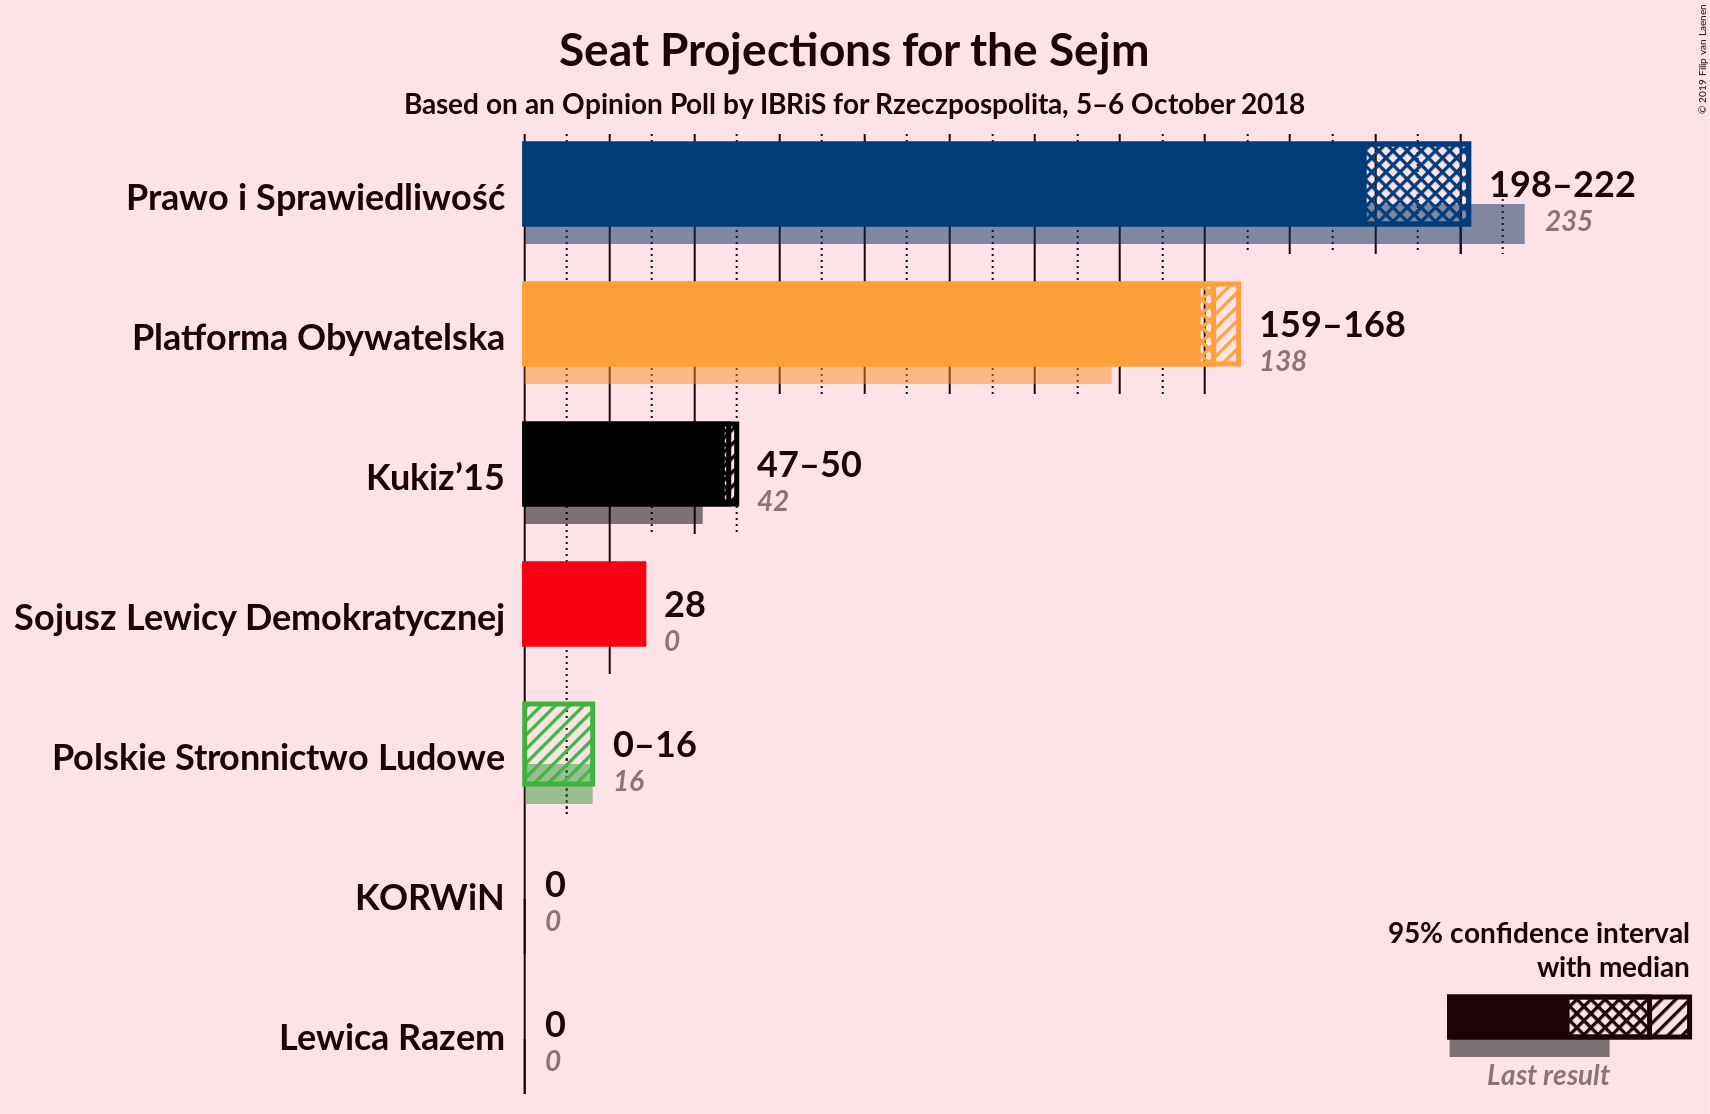 Seat Projections for the Sejm
Based on an Opinion Poll by IBRiS for Rzeczpospolita, 5–6 October 2018
© 2019 Filip van Laenen
Prawo i Sprawiedliwość
198–222
235
Platforma Obywatelska
159–168
138
Kukiz’15
47–50
42
Sojusz Lewicy Demokratycznej
28
0
Polskie Stronnictwo Ludowe
0–16
16
KORWiN
0
0
Lewica Razem
0
0
95% confidence interval
with median
Last result